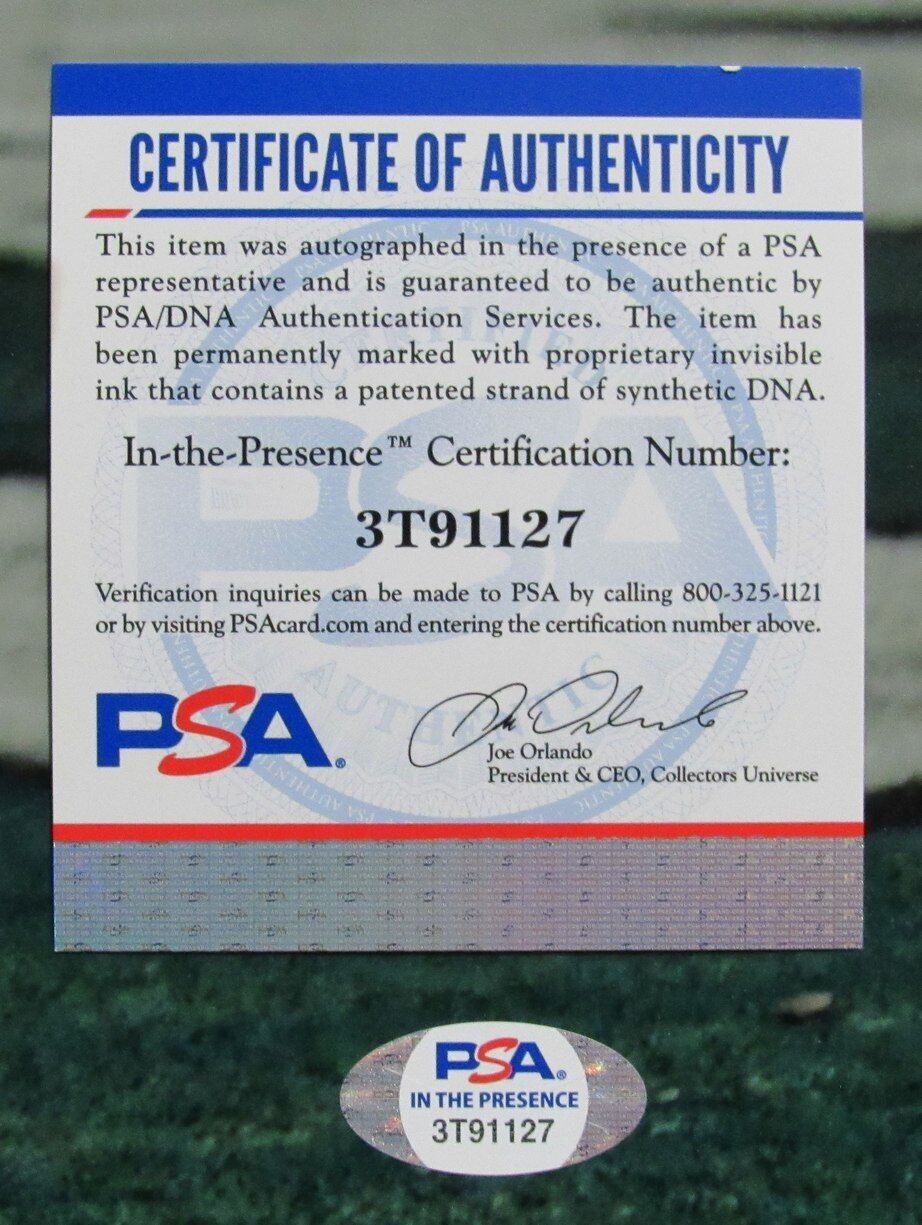 CERTIFICATE OF AUTHENTICITY
This item was autographed in the presence of a PSA
representative and is guaranteed to be authentic by
PSA/DNA Authentication Services. The item has
been permanently marked with proprietary invisible
ink that contains a patented strand of synthetic DNA.
In-the-Presence™ Certification Number:
3T91127
Verification inquiries can be made to PSA by calling 800-325-1121
or by visiting PSAcard.com and entering the certification number above.
PSA®
Joe Orlando
President & CEO, Collectors Universe
PSA®
IN THE PRESENCE
3T91127